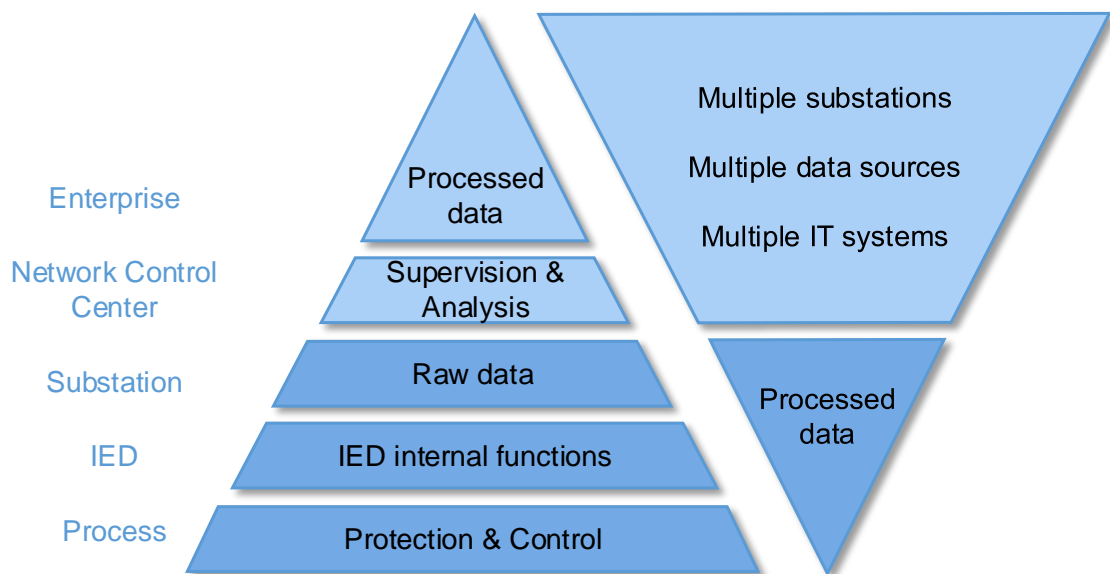 Enterprise
Network Control
Center
Substation
IED
Process
Processed
data
Supervision &
Analysis
Raw data
IED internal functions
Protection & Control
Multiple substations
Multiple data sources
Multiple IT systems
Processed
data